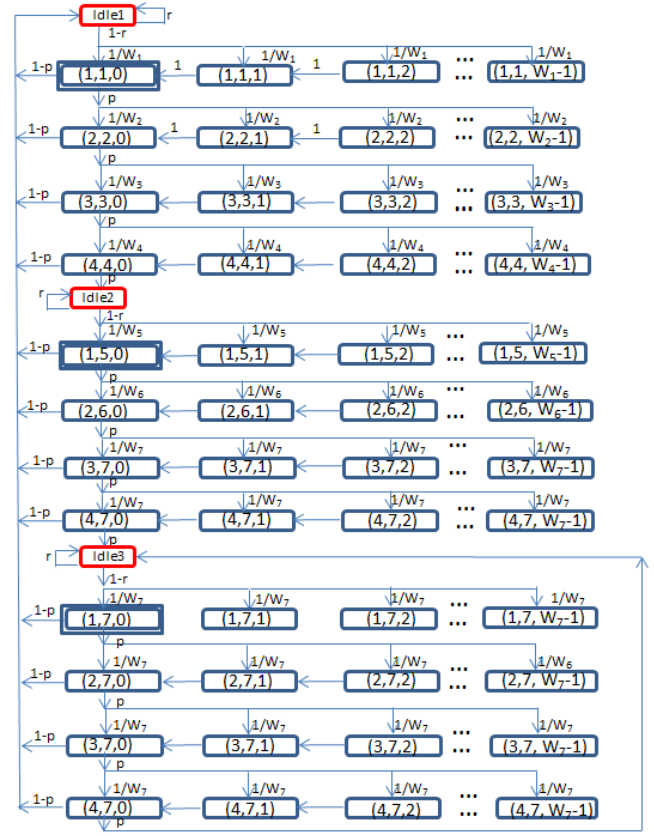 Idle1
r
1-r
1/W₁ 1/W₁ 1/W₁ ... 1/W₁
1-p (1,1,0) 1 (1,1,1) 1 (1,1,2) ... (1,1, W₁-1)
p
1/W₂ 1/W₂ 1/W₂ ... 1/W₂
1-p (2,2,0) 1 (2,2,1) 1 (2,2,2) ... (2,2, W₂-1)
p
1/W₃ 1/W₃ 1/W₃ ... 1/W₃
1-p (3,3,0) (3,3,1) (3,3,2) ... (3,3, W₃-1)
p
1/W₄ 1/W₄ 1/W₄ ... 1/W₄
1-p (4,4,0) (4,4,1) (4,4,2) ... (4,4, W₄-1)
p
r Idle2
1-r
1/W₅ 1/W₅ 1/W₅ ... 1/W₅
1-p (1,5,0) (1,5,1) (1,5,2) ... (1,5, W₅-1)
p
1/W₆ 1/W₆ 1/W₆ ... 1/W₆
1-p (2,6,0) (2,6,1) (2,6,2) ... (2,6, W₆-1)
p
1/W₇ 1/W₇ 1/W₇ ... 1/W₇
1-p (3,7,0) (3,7,1) (3,7,2) ... (3,7, W₇-1)
p
1/W₇ 1/W₇ 1/W₇ ... 1/W₇
1-p (4,7,0) (4,7,1) (4,7,2) ... (4,7, W₇-1)
p
r Idle3
1-r
1/W₇ 1/W₇ 1/W₇ ... 1/W₇
1-p (1,7,0) (1,7,1) (1,7,2) ... (1,7, W₇-1)
p
1/W₇ 1/W₇ 1/W₇ ... 1/W₆
1-p (2,7,0) (2,7,1) (2,7,2) ... (2,7, W₇-1)
p
1/W₇ 1/W₇ 1/W₇ ... 1/W₇
1-p (3,7,0) (3,7,1) (3,7,2) ... (3,7, W₇-1)
p
1/W₇ 1/W₇ 1/W₇ ... 1/W₇
1-p (4,7,0) (4,7,1) (4,7,2) ... (4,7, W₇-1)
p